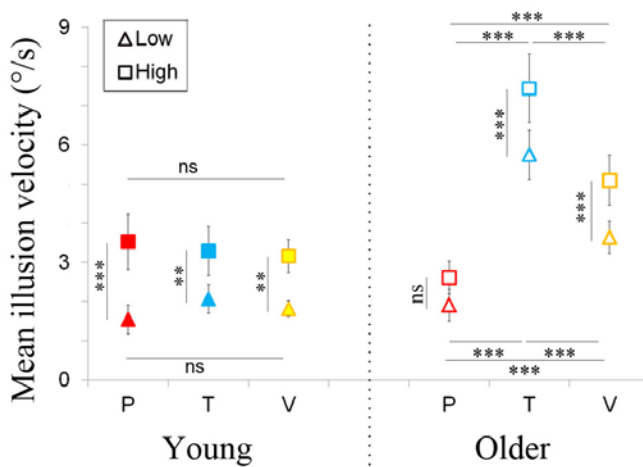 Mean illusion velocity (°/s)
9
6
3
0
Low
High
ns
***
**
**
ns
P
T
V
Young
***
***
***
***
***
ns
***
***
***
P
T
V
Older